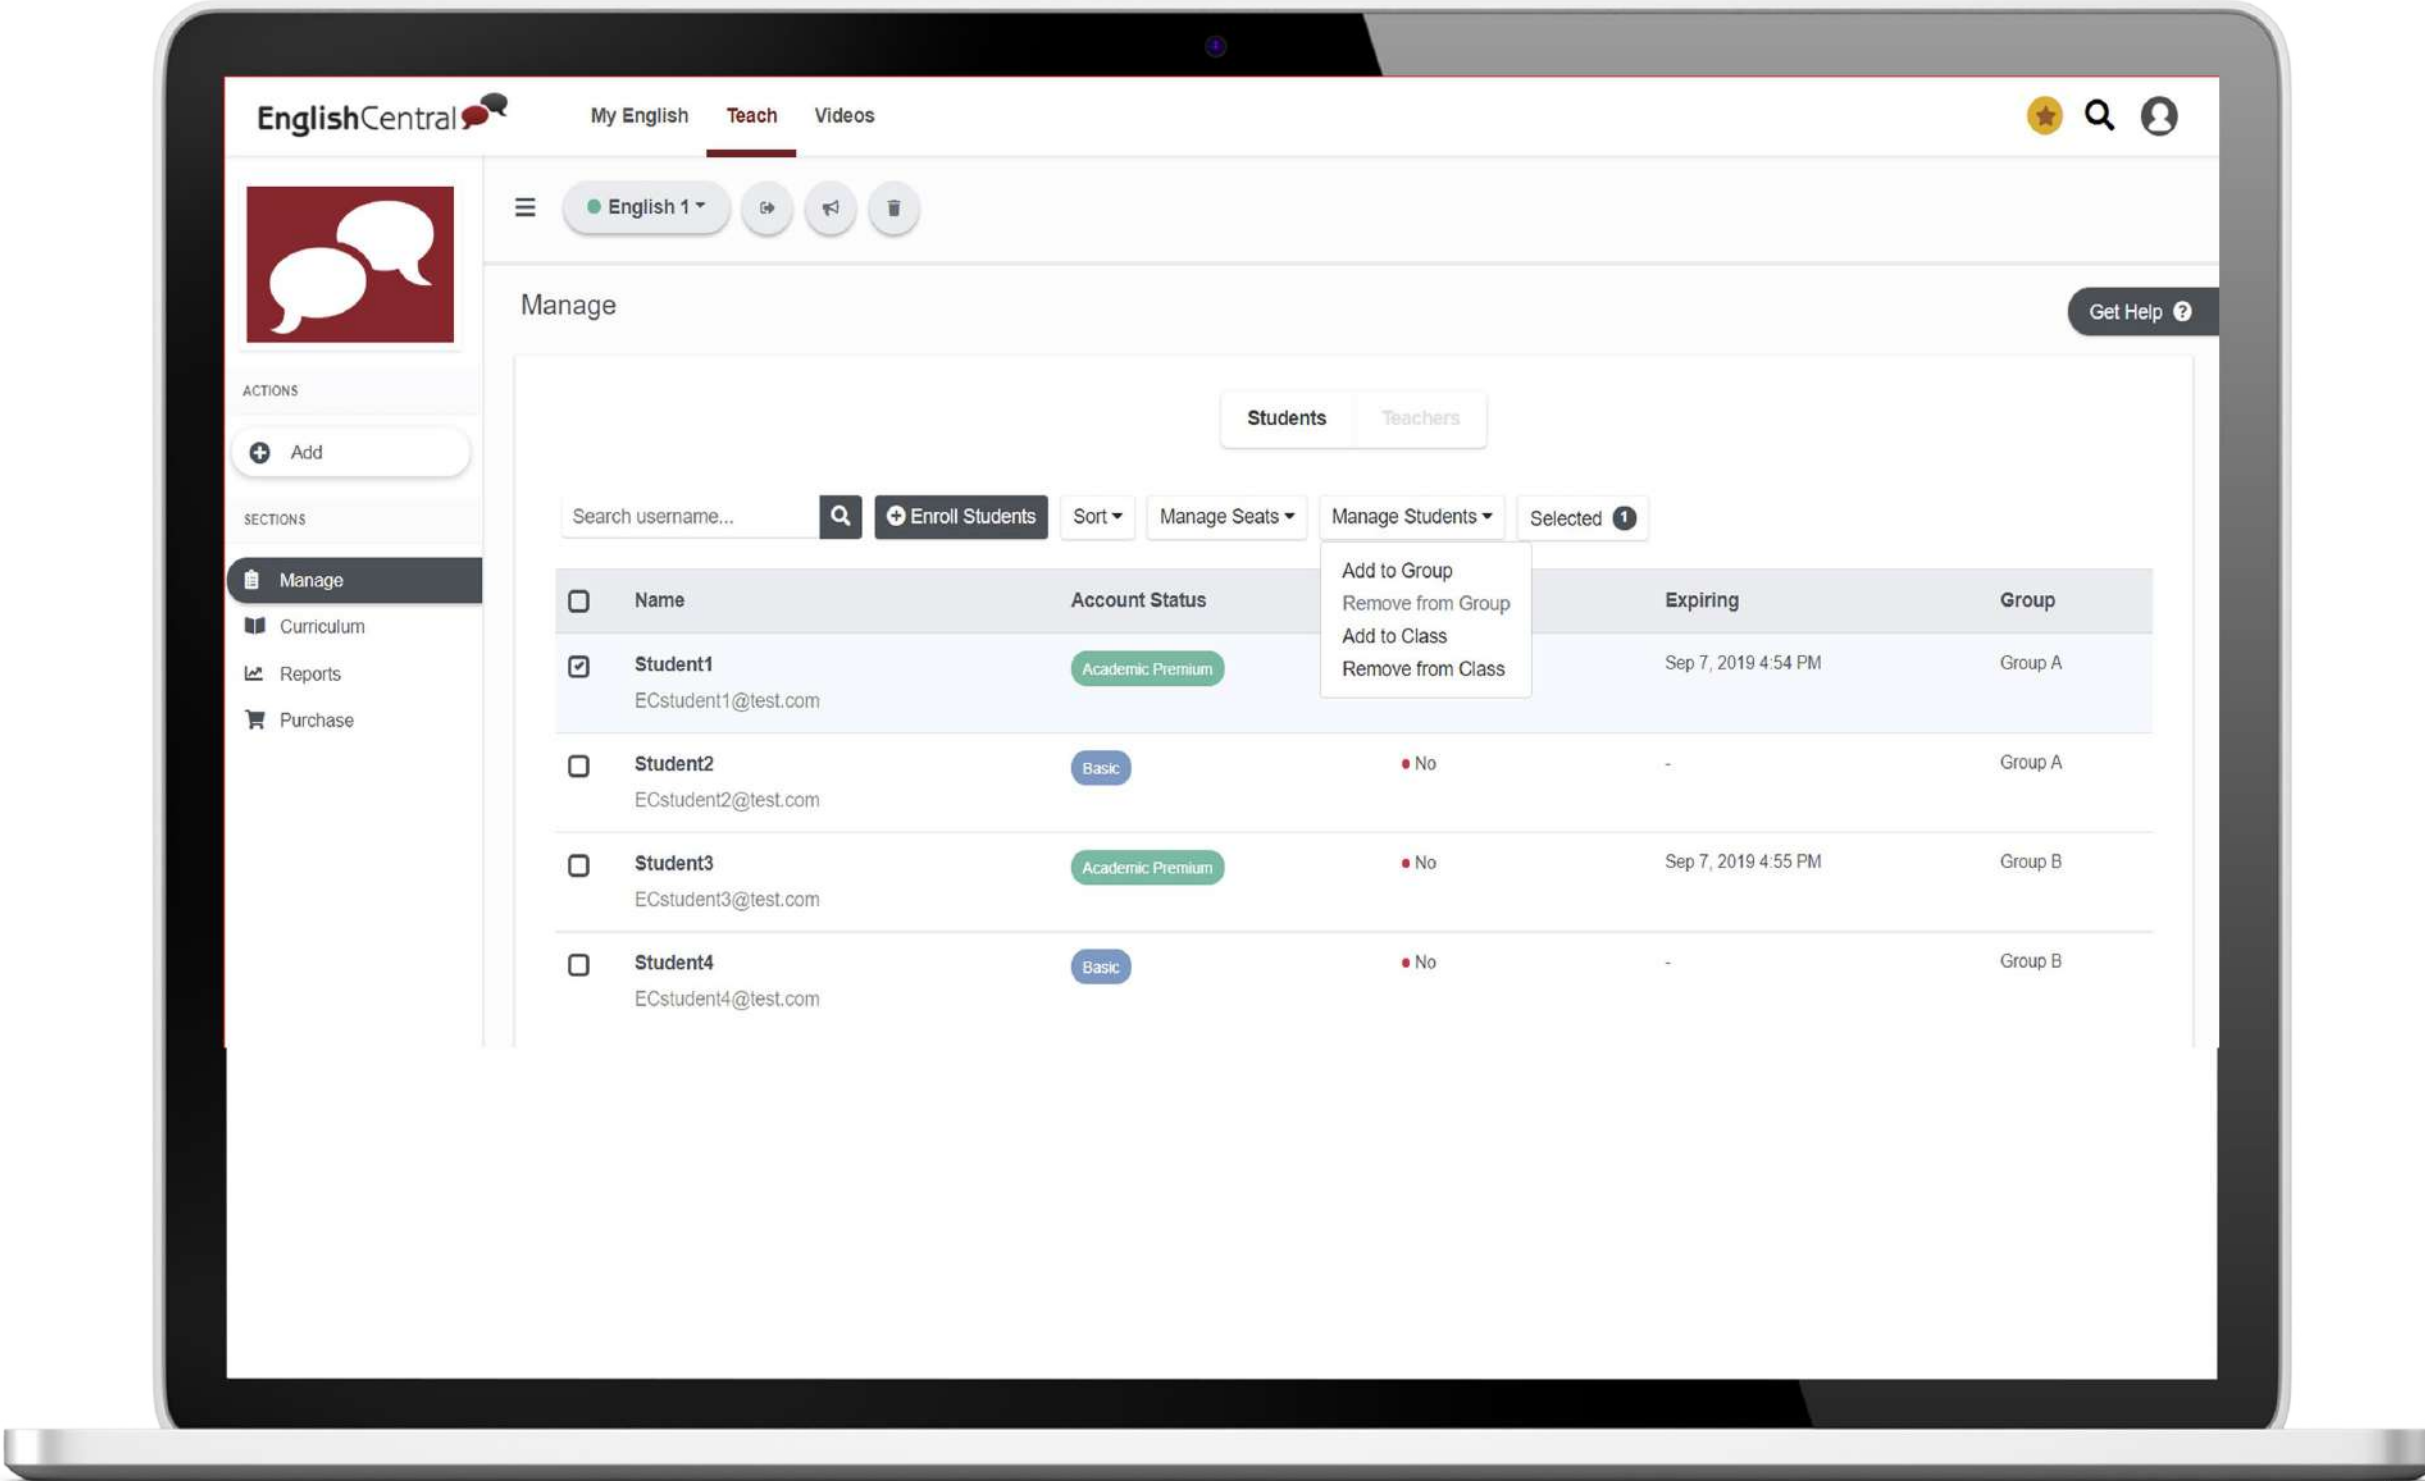 EnglishCentral
My English Teach Videos
English 1
Manage
Get Help ?
ACTIONS
Add
SECTIONS
Manage
Curriculum
Reports
Purchase
Students Teachers
Search username... Enroll Students Sort Manage Seats Manage Students Selected 1
Add to Group
Remove from Group
Add to Class
Remove from Class
Name Account Status Expiring Group
Student1 Academic Premium Sep 7, 2019 4:54 PM Group A
ECstudent1@test.com
Student2 Basic No - Group A
ECstudent2@test.com
Student3 Academic Premium No Sep 7, 2019 4:55 PM Group B
ECstudent3@test.com
Student4 Basic No - Group B
ECstudent4@test.com